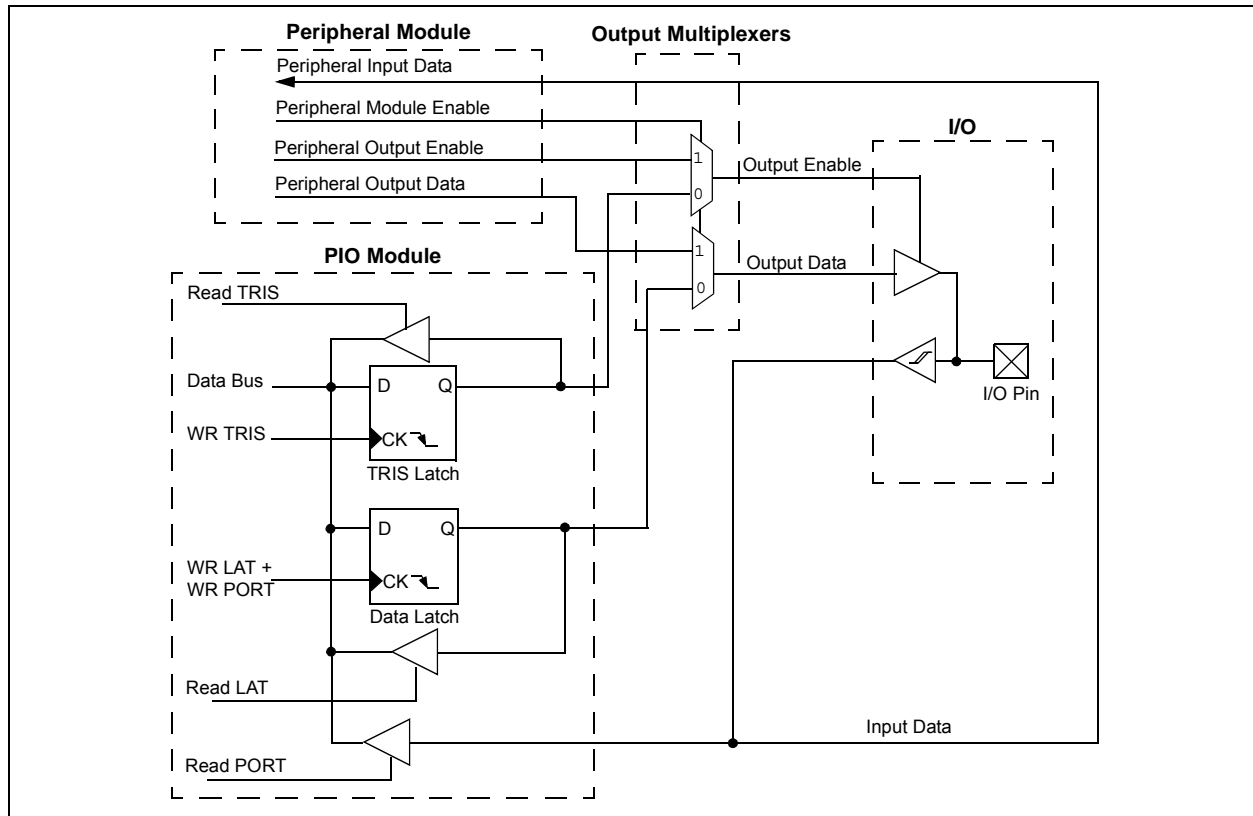 Peripheral Module
Output Multiplexers
Peripheral Input Data
Peripheral Module Enable
I/O
Peripheral Output Enable
1
Output Enable
Peripheral Output Data
0
1
PIO Module
Output Data
0
Read TRIS
Data Bus
D
Q
I/O Pin
WR TRIS
CK
TRIS Latch
D
Q
WR LAT +
WR PORT
CK
Data Latch
Read LAT
Input Data
Read PORT